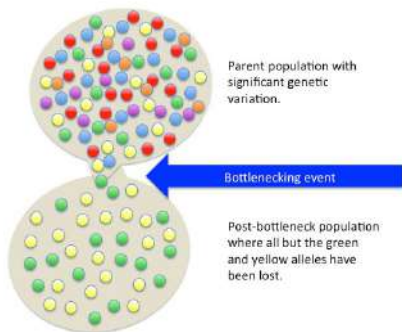 Parent population with
significant genetic
variation.
Bottlenecking event
Post-bottleneck population
where all but the green
and yellow alleles have
been lost.